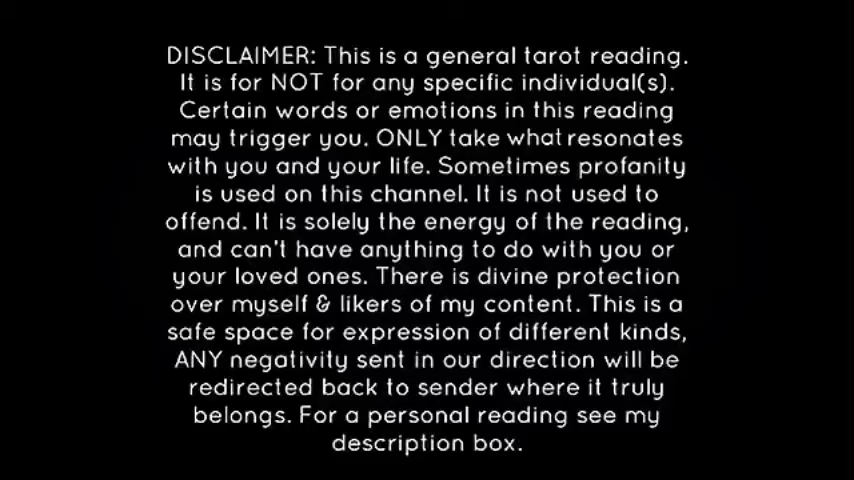 DISCLAIMER: This is a general tarot reading.
It is for NOT for any specific individual(s).
Certain words or emotions in this reading
may trigger you. ONLY take what resonates
with you and your life. Sometimes profanity
is used on this channel. It is not used to
offend. It is solely the energy of the reading,
and can't have anything to do with you or
your loved ones. There is divine protection
over myself & likers of my content. This is a
safe space for expression of different kinds,
ANY negativity sent in our direction will be
redirected back to sender where it truly
belongs. For a personal reading see my
description box.